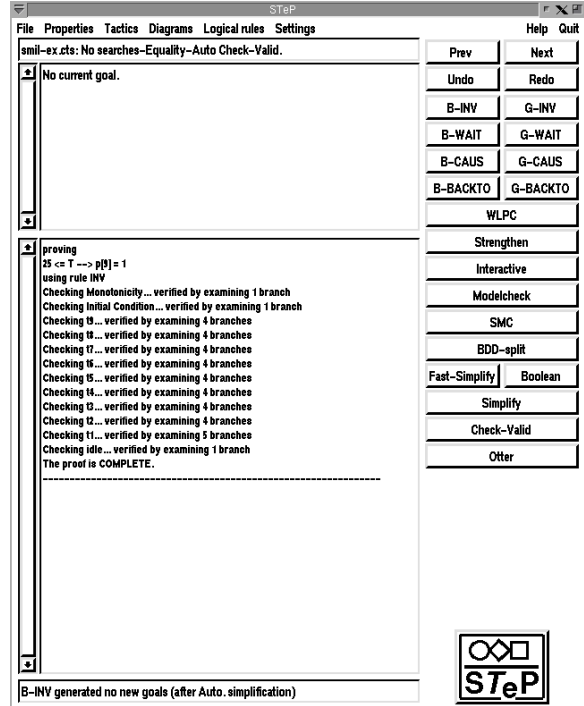 STeP
File Properties Tactics Diagrams Logical rules Settings Help Quit
smil-ex.cts: No searches-Equality-Auto Check-Valid.
No current goal.
Prev Next
Undo Redo
B-INV G-INV
B-WAIT G-WAIT
B-CAUS G-CAUS
B-BACKTO G-BACKTO
WLPC
Strengthen
Interactive
Modelcheck
SMC
BDD-split
Fast-Simplify Boolean
Simplify
Check-Valid
Otter
proving
25 <= T --> p[9] = 1
using rule INV
Checking Monotonicity... verified by examining 1 branch
Checking Initial Condition... verified by examining 1 branch
Checking t9... verified by examining 4 branches
Checking t8... verified by examining 4 branches
Checking t7... verified by examining 4 branches
Checking t6... verified by examining 4 branches
Checking t5... verified by examining 4 branches
Checking t4... verified by examining 4 branches
Checking t3... verified by examining 4 branches
Checking t2... verified by examining 4 branches
Checking t1... verified by examining 5 branches
Checking idle... verified by examining 1 branch
The proof is COMPLETE.
----------------------------------------------------------------
STeP
B-INV generated no new goals (after Auto. simplification)